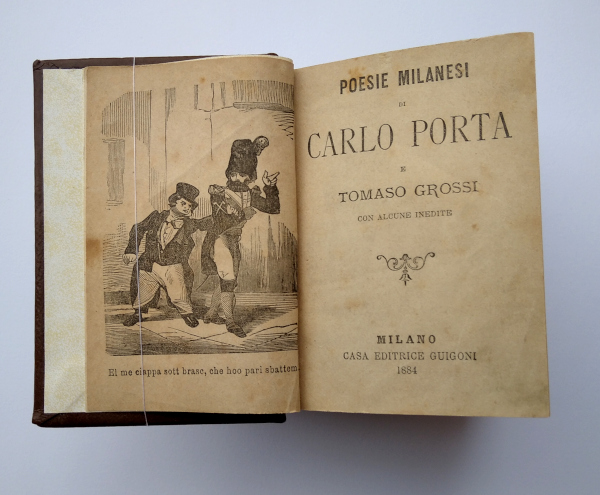 El me ciappa sott brasc, che hoo pari sbattem
POESIE MILANESI
DI
CARLO PORTA
E
TOMASO GROSSI
CON ALCUNE INEDITE
MILANO
CASA EDITRICE GUIGONI
1884